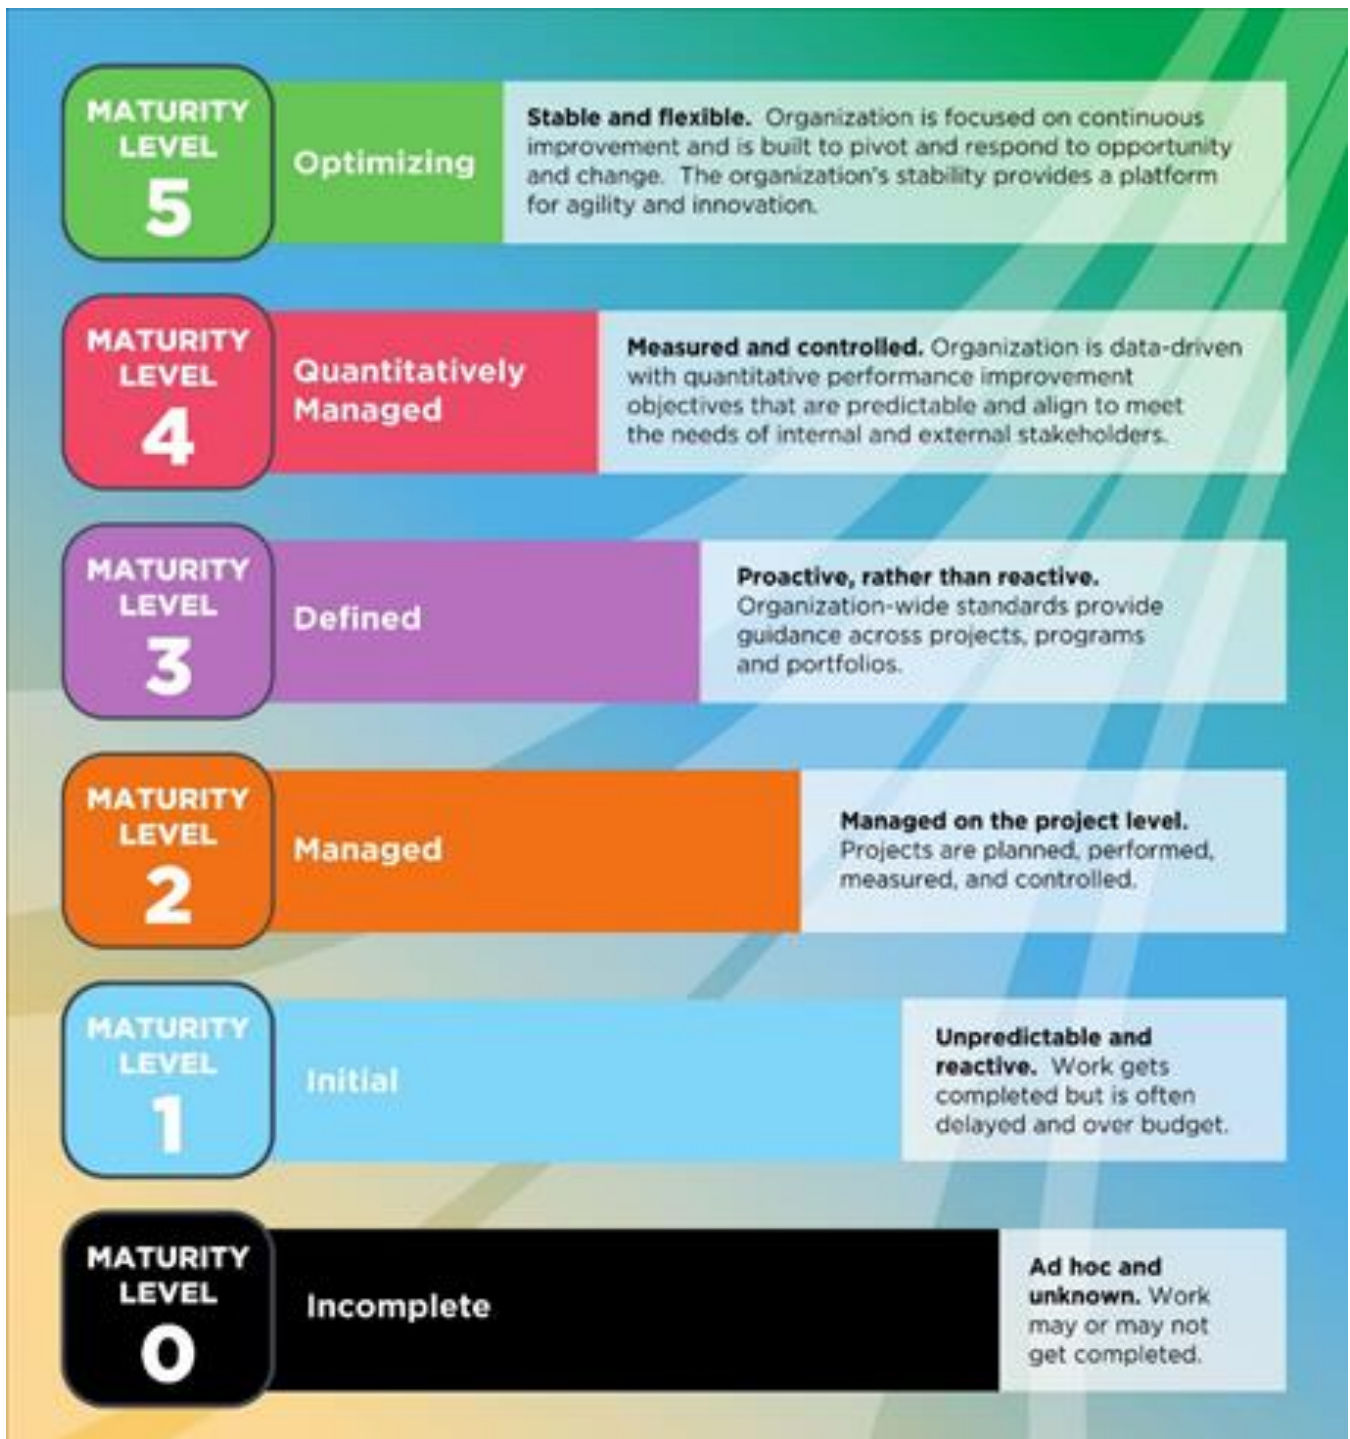 MATURITY
LEVEL
5
Optimizing
Stable and flexible. Organization is focused on continuous
improvement and is built to pivot and respond to opportunity
and change. The organization's stability provides a platform
for agility and innovation.
MATURITY
LEVEL
4
Quantitatively
Managed
Measured and controlled. Organization is data-driven
with quantitative performance improvement
objectives that are predictable and align to meet
the needs of internal and external stakeholders.
MATURITY
LEVEL
3
Defined
Proactive, rather than reactive.
Organization-wide standards provide
guidance across projects, programs
and portfolios.
MATURITY
LEVEL
2
Managed
Managed on the project level.
Projects are planned, performed,
measured, and controlled.
MATURITY
LEVEL
1
Initial
Unpredictable and
reactive. Work gets
completed but is often
delayed and over budget.
MATURITY
LEVEL
0
Incomplete
Ad hoc and
unknown. Work
may or may not
get completed.